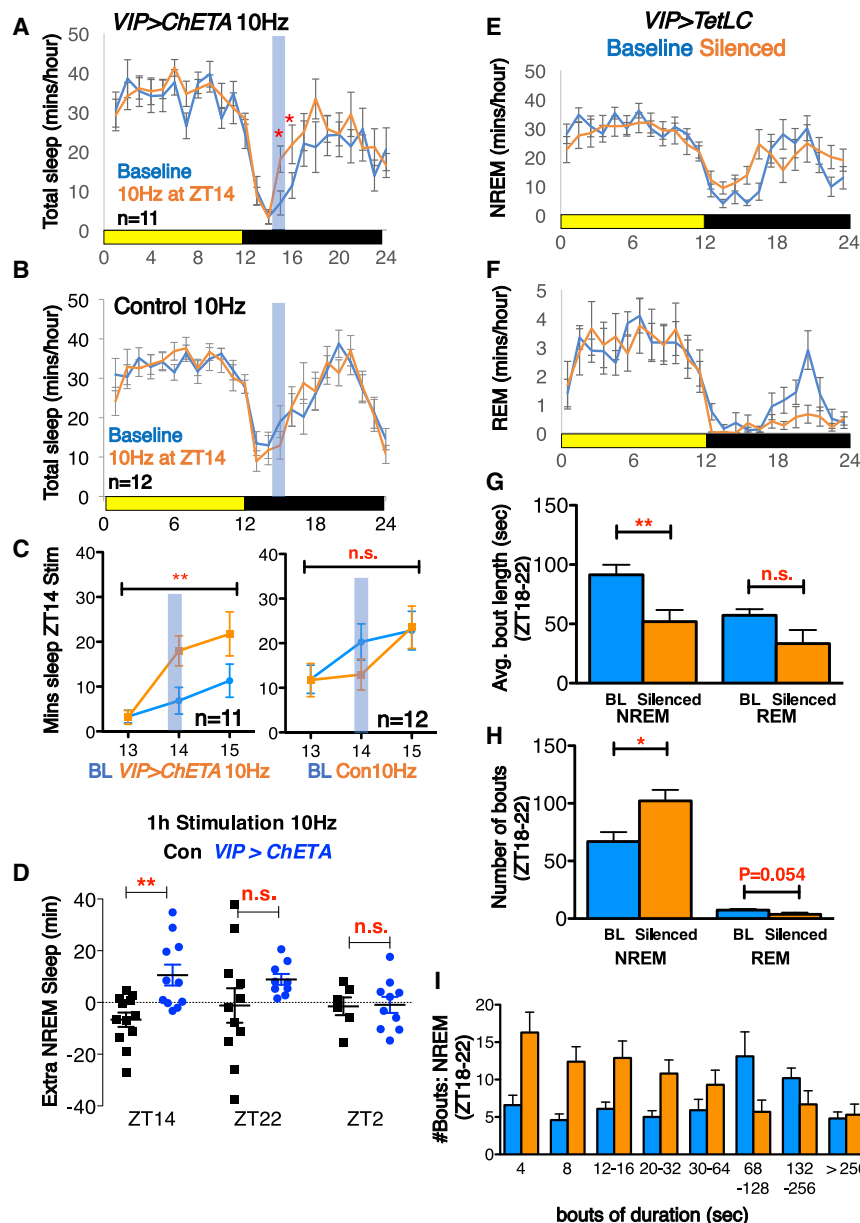 A
VIP>ChETA 10Hz
Total sleep (mins/hour)
50
40
30
20
10
0
*
*
Baseline
10Hz at ZT14
n=11
0 4 8 12 16 20 24
B
Control 10Hz
Total sleep (mins/hour)
50
40
30
20
10
0
Baseline
10Hz at ZT14
n=12
0 6 12 18 24
C
Mins sleep ZT14 Stim
40
30
20
10
0
**
n=11
13 14 15
BL VIP>ChETA 10Hz
40
30
20
10
0
n.s.
n=12
13 14 15
BL Con10Hz
1h Stimulation 10Hz
Con VIP > ChETA
D
Extra NREM Sleep (min)
40
20
0
-20
-40
**
n.s.
n.s.
ZT14 ZT22 ZT2
E
VIP>TetLC
Baseline Silenced
NREM (mins/hour)
50
40
30
20
10
0
0 6 12 18 24
F
REM (mins/hour)
5
4
3
2
1
0
0 6 12 18 24
G
Avg. bout length (sec)
(ZT18-22)
150
100
50
0
**
n.s.
BL Silenced BL Silenced
NREM REM
H
Number of bouts
(ZT18-22)
150
100
50
0
*
P=0.054
BL Silenced BL Silenced
NREM REM
I
#Bouts: NREM
(ZT18-22)
20
15
10
5
0
4 8 12-16 20-32 30-64 68 132 > 256
-128 -256
bouts of duration (sec)